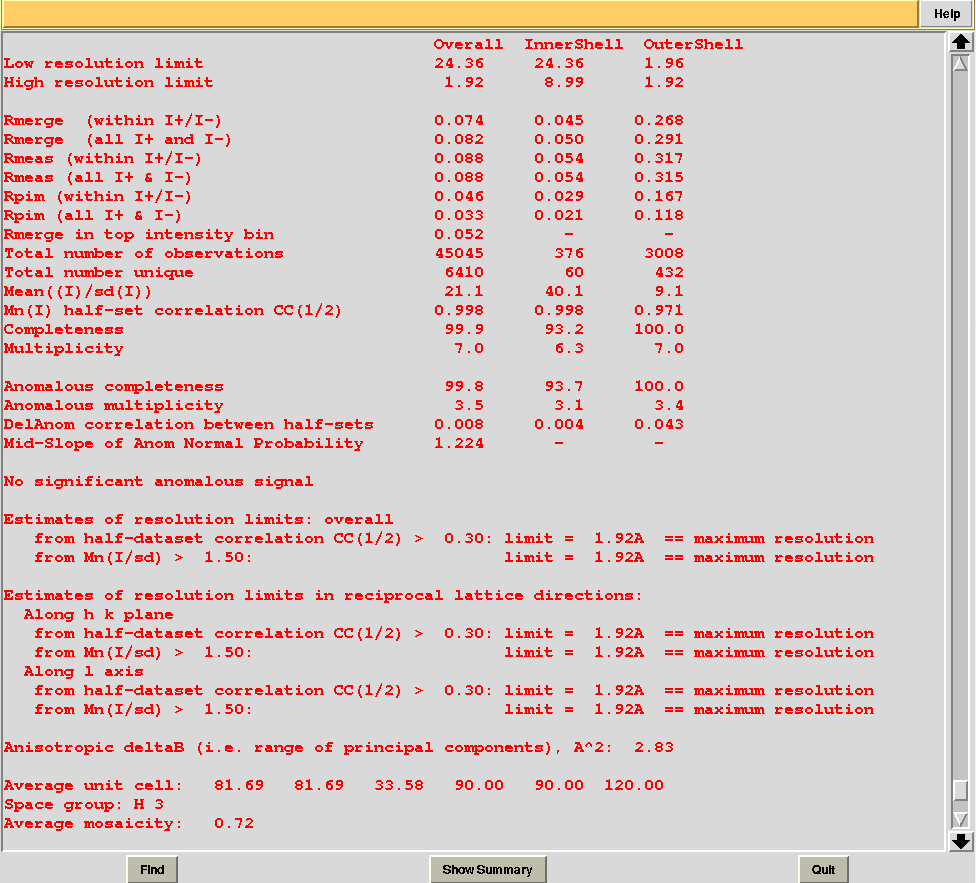 Help
Overall InnerShell OuterShell
Low resolution limit 24.36 24.36 1.96
High resolution limit 1.92 8.99 1.92
Rmerge (within I+/I-) 0.074 0.045 0.268
Rmerge (all I+ and I-) 0.082 0.050 0.291
Rmeas (within I+/I-) 0.088 0.054 0.317
Rmeas (all I+ & I-) 0.088 0.054 0.315
Rpim (within I+/I-) 0.046 0.029 0.167
Rpim (all I+ & I-) 0.033 0.021 0.118
Rmerge in top intensity bin 0.052 - -
Total number of observations 45045 376 3008
Total number unique 6410 60 432
Mean((I)/sd(I)) 21.1 40.1 9.1
Mn(I) half-set correlation CC(1/2) 0.998 0.998 0.971
Completeness 99.9 93.2 100.0
Multiplicity 7.0 6.3 7.0
Anomalous completeness 99.8 93.7 100.0
Anomalous multiplicity 3.5 3.1 3.4
DelAnom correlation between half-sets 0.008 0.004 0.043
Mid-Slope of Anom Normal Probability 1.224 - -
No significant anomalous signal
Estimates of resolution limits: overall
from half-dataset correlation CC(1/2) > 0.30: limit = 1.92A == maximum resolution
from Mn(I/sd) > 1.50: limit = 1.92A == maximum resolution
Estimates of resolution limits in reciprocal lattice directions:
Along h k plane
from half-dataset correlation CC(1/2) > 0.30: limit = 1.92A == maximum resolution
from Mn(I/sd) > 1.50: limit = 1.92A == maximum resolution
Along l axis
from half-dataset correlation CC(1/2) > 0.30: limit = 1.92A == maximum resolution
from Mn(I/sd) > 1.50: limit = 1.92A == maximum resolution
Anisotropic deltaB (i.e. range of principal components), A^2: 2.83
Average unit cell: 81.69 81.69 33.58 90.00 90.00 120.00
Space group: H 3
Average mosaicity: 0.72
Find Show Summary Quit